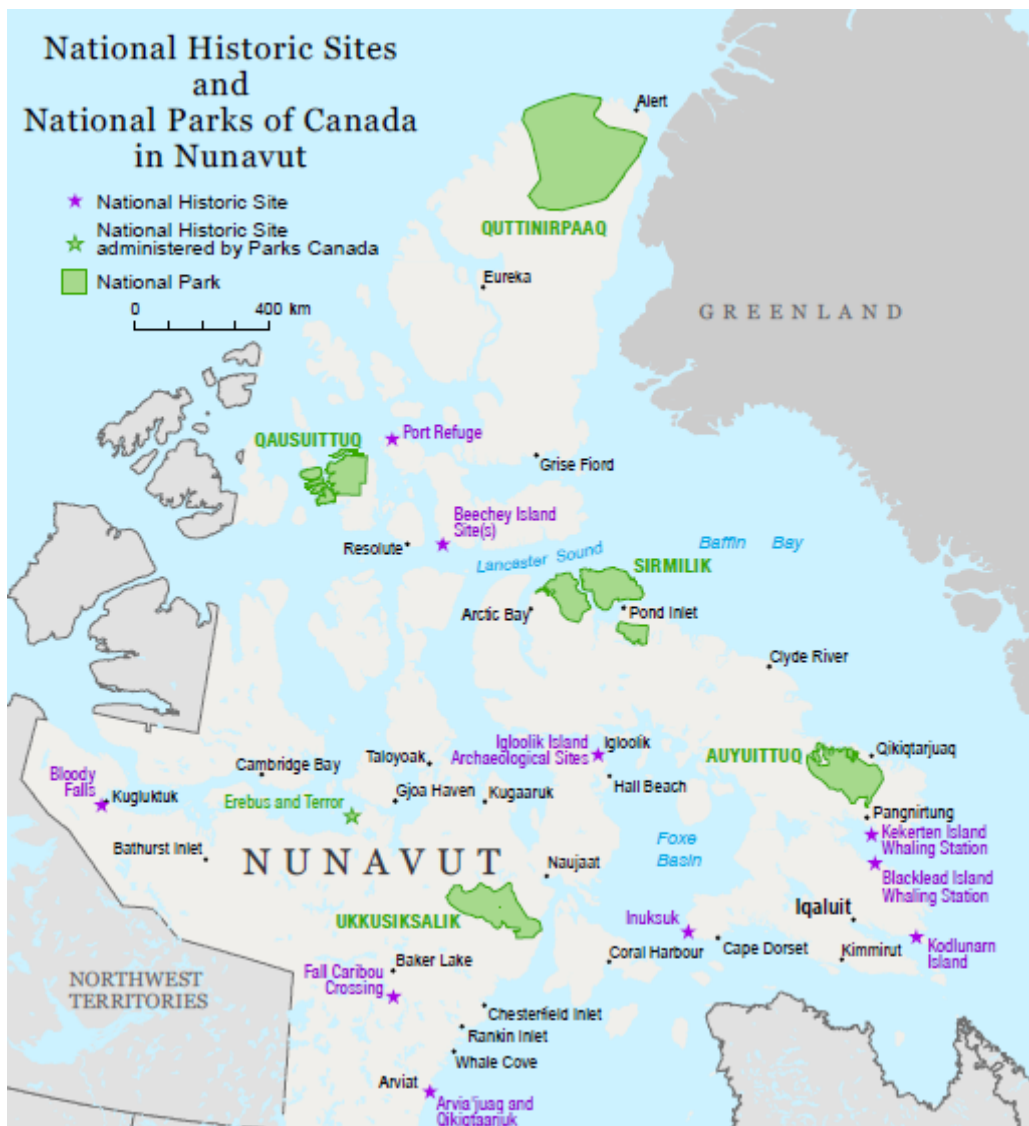 National Historic Sites
and
National Parks of Canada
in Nunavut
National Historic Site
National Historic Site
administered by Parks Canada
National Park
0 400 km
Alert
QUTTINIRPAAQ
Eureka
GREENLAND
QAUSUITTUQ
Port Refuge
Grise Fiord
Beechey Island
Site(s)
Resolute
Lancaster Sound
Baffin Bay
SIRMILIK
Arctic Bay
Pond Inlet
Clyde River
Igloolik Island
Archaeological Sites
Igloolik
Taloyoak
Cambridge Bay
Bloody
Falls
Kugluktuk
Erebus and Terror
Gjoa Haven
Kugaaruk
Hall Beach
AUYUITTUQ
Qikiqtarjuaq
Pangnirtung
Kekerten Island
Whaling Station
Blacklead Island
Whaling Station
Bathurst Inlet
NUNAVUT
Naujaat
Foxe
Basin
UKKUSIKSALIK
Inuksuk
Iqaluit
Coral Harbour
Cape Dorset
Kimmirut
Kodlunarn
Island
NORTHWEST
TERRITORIES
Fall Caribou
Crossing
Baker Lake
Chesterfield Inlet
Rankin Inlet
Whale Cove
Arviat
Arvia'juaq and
Qikiqtaarjuk